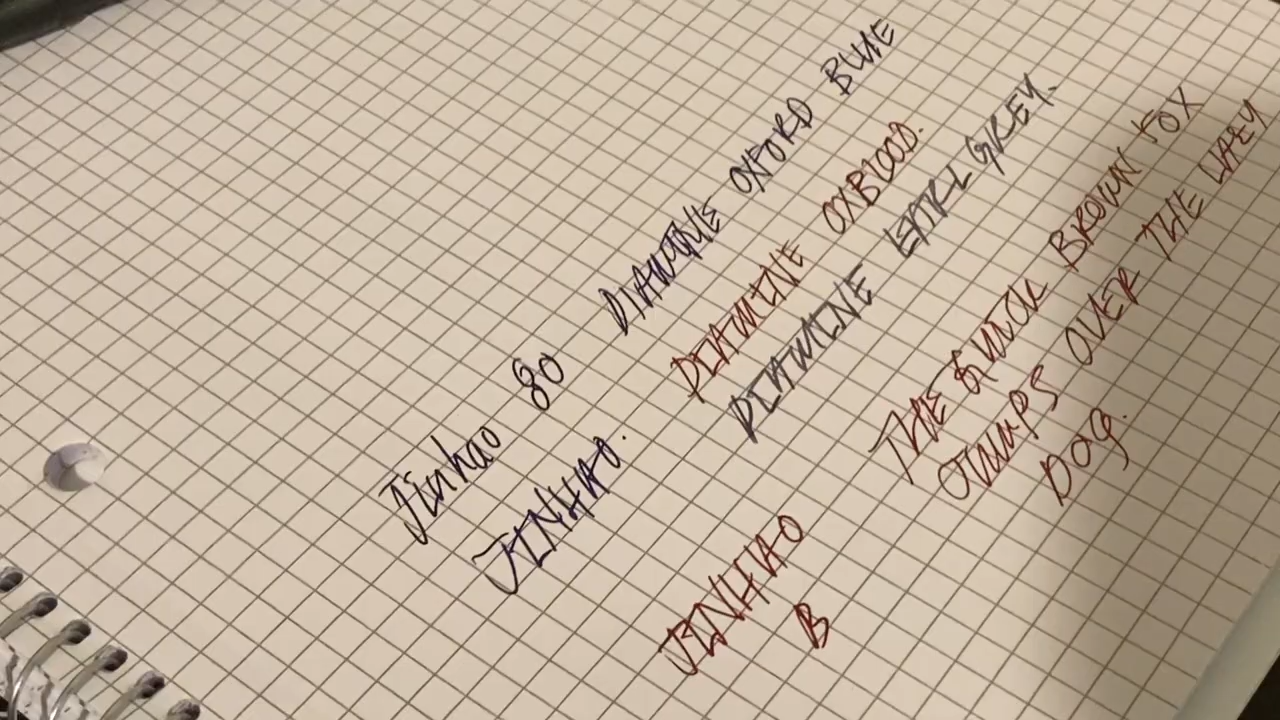 Jinhao 80
JINHAO.
DIAMINE OXFORD BLUE
DIAMINE OXBLOOD.
DIAMINE EARL GREY.
THE QUICK BROWN FOX
JUMPS OVER THE LAZY
DOG.
JINHAO
B